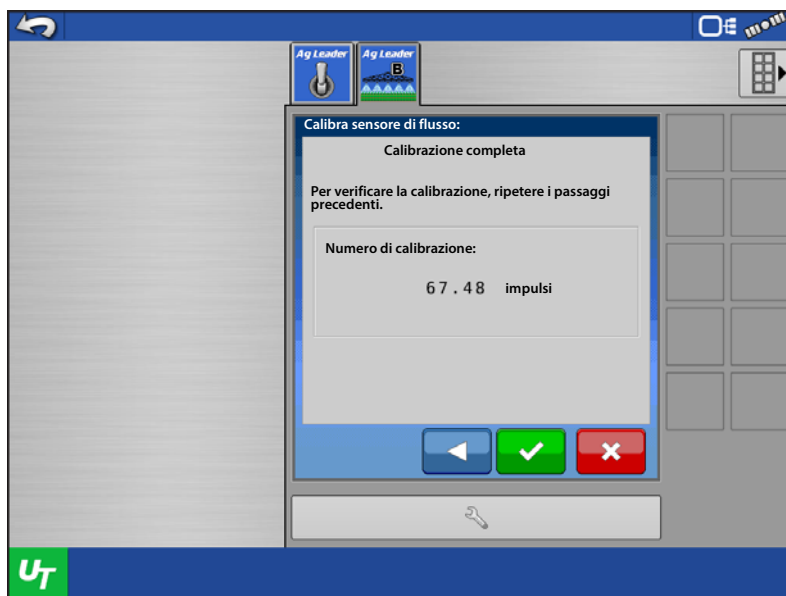 Ag Leader Ag Leader
B
Calibra sensore di flusso:
Calibrazione completa
Per verificare la calibrazione, ripetere i passaggi
precedenti.
Numero di calibrazione:
67.48 impulsi
UT